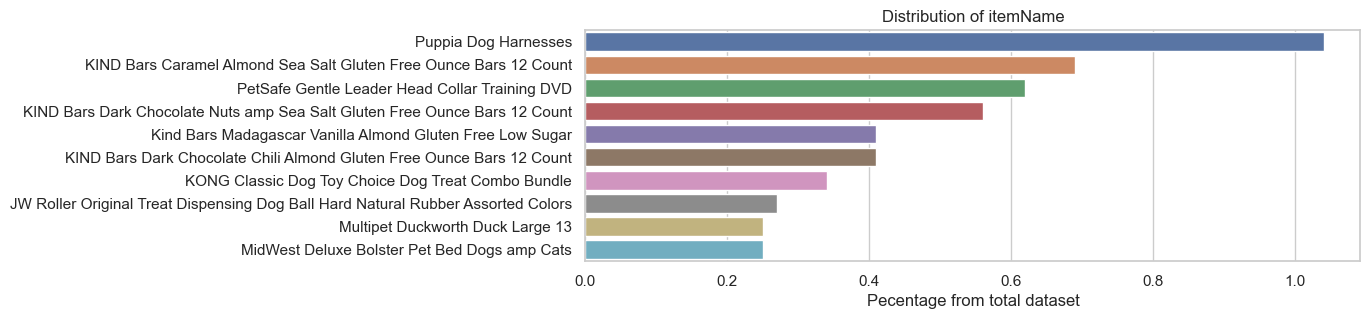 Distribution of itemName
Puppia Dog Harnesses
KIND Bars Caramel Almond Sea Salt Gluten Free Ounce Bars 12 Count
PetSafe Gentle Leader Head Collar Training DVD
KIND Bars Dark Chocolate Nuts amp Sea Salt Gluten Free Ounce Bars 12 Count
Kind Bars Madagascar Vanilla Almond Gluten Free Low Sugar
KIND Bars Dark Chocolate Chili Almond Gluten Free Ounce Bars 12 Count
KONG Classic Dog Toy Choice Dog Treat Combo Bundle
JW Roller Original Treat Dispensing Dog Ball Hard Natural Rubber Assorted Colors
Multipet Duckworth Duck Large 13
MidWest Deluxe Bolster Pet Bed Dogs amp Cats
0.0 0.2 0.4 0.6 0.8 1.0
Pecentage from total dataset